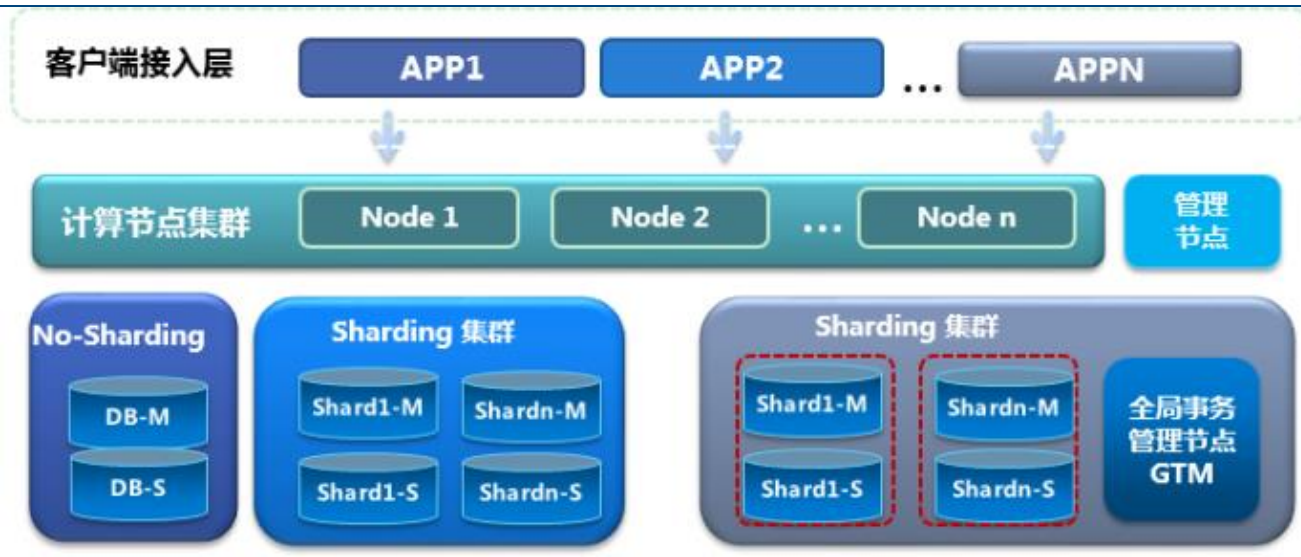 客户端接入层
APP1
APP2
...
APPN
计算节点集群
Node 1
Node 2
...
Node n
管理
节点
No-Sharding
DB-M
DB-S
Sharding 集群
Shard1-M
Shardn-M
Shard1-S
Shardn-S
Sharding 集群
Shard1-M
Shardn-M
Shard1-S
Shardn-S
全局事务
管理节点
GTM